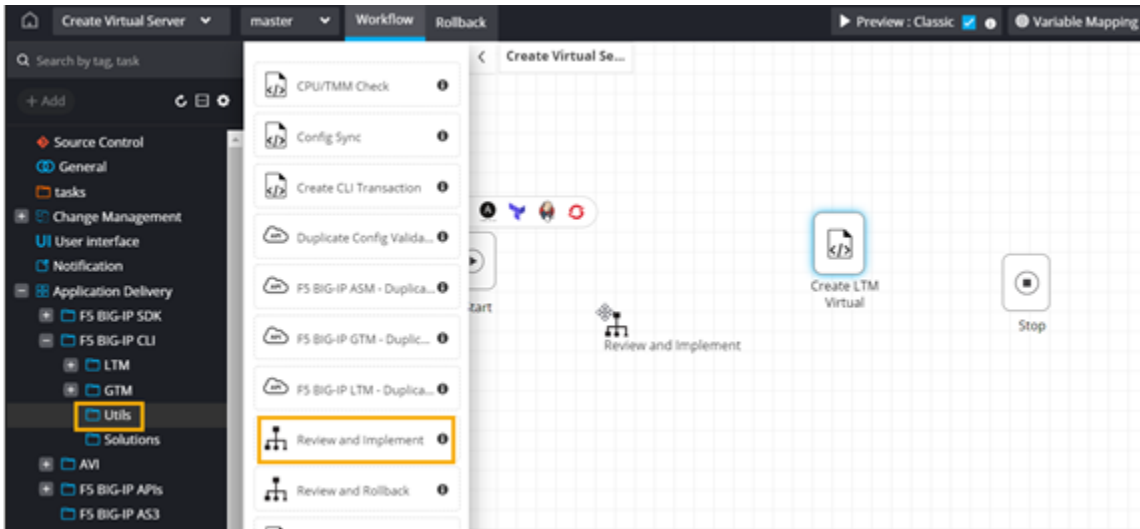 Create Virtual Server
master
Workflow
Rollback
Preview : Classic
Variable Mapping
Search by tag, task
+ Add
Source Control
General
tasks
Change Management
UI User interface
Notification
Application Delivery
F5 BIG-IP SDK
F5 BIG-IP CLI
LTM
GTM
Utils
Solutions
AVI
F5 BIG-IP APIs
F5 BIG-IP AS3
CPU/TMM Check
Config Sync
Create CLI Transaction
Duplicate Config Valida...
F5 BIG-IP ASM - Duplica...
F5 BIG-IP GTM - Duplic...
F5 BIG-IP LTM - Duplica...
Review and Implement
Review and Rollback
Create Virtual Se...
tart
Review and Implement
Create LTM
Virtual
Stop